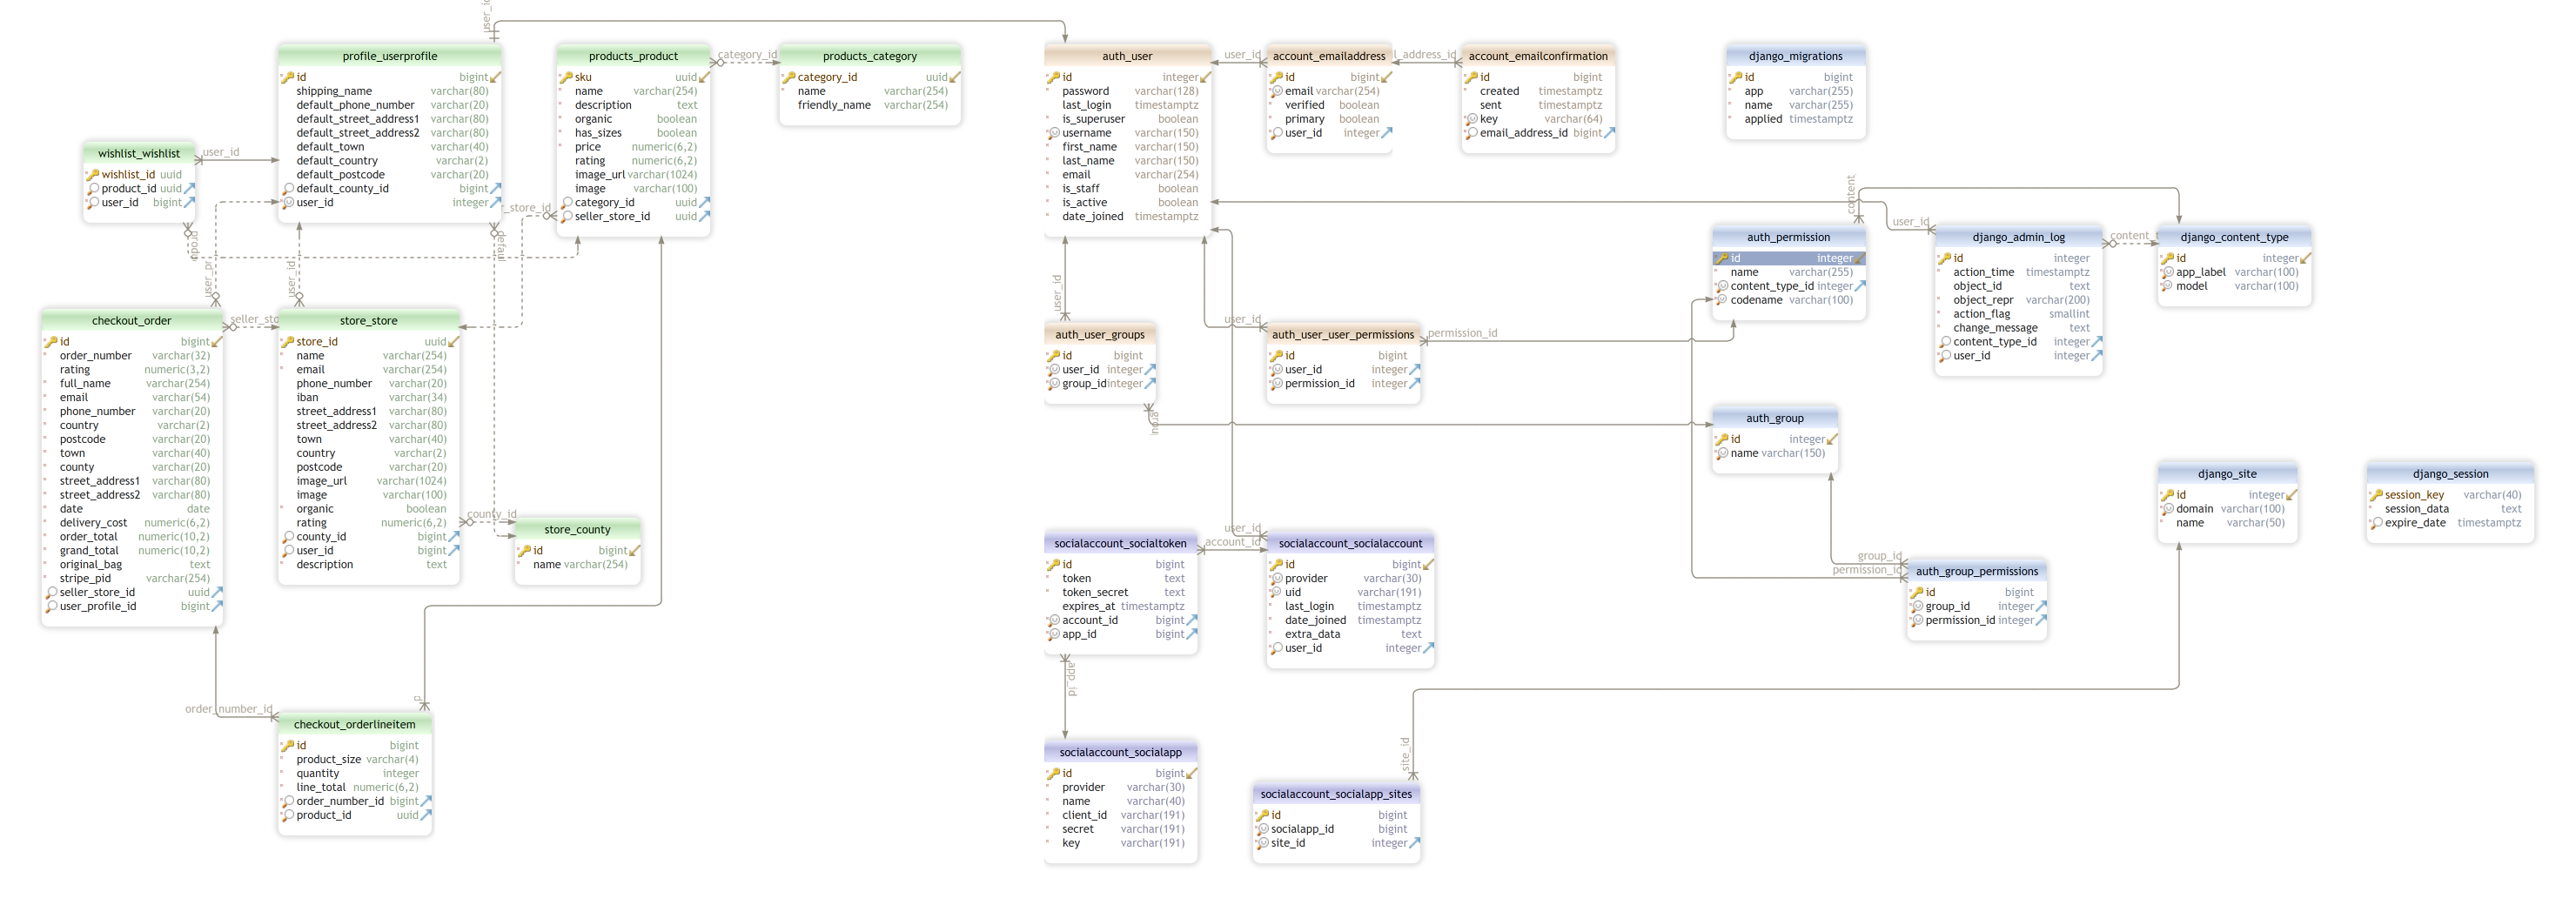 user_id
profile_userprofile
id bigint
shipping_name varchar(80)
default_phone_number varchar(20)
default_street_address1 varchar(80)
default_street_address2 varchar(80)
default_town varchar(40)
default_country varchar(2)
default_postcode varchar(20)
default_county_id bigint
user_id integer
products_product
sku uuid
name varchar(254)
description text
organic boolean
has_sizes boolean
price numeric(6,2)
rating numeric(6,2)
image_url varchar(1024)
image varchar(100)
category_id uuid
seller_store_id uuid
category_id
products_category
category_id uuid
name varchar(254)
friendly_name varchar(254)
wishlist_wishlist
wishlist_id uuid
product_id uuid
user_id bigint
user_id
r_store_id
produ
user_pr
user_id
defaul
checkout_order
id bigint
order_number varchar(32)
rating numeric(3,2)
full_name varchar(254)
email varchar(54)
phone_number varchar(20)
country varchar(2)
postcode varchar(20)
town varchar(40)
county varchar(20)
street_address1 varchar(80)
street_address2 varchar(80)
date date
delivery_cost numeric(6,2)
order_total numeric(10,2)
grand_total numeric(10,2)
original_bag text
stripe_pid varchar(254)
seller_store_id uuid
user_profile_id bigint
seller_sto
store_store
store_id uuid
name varchar(254)
email varchar(254)
phone_number varchar(20)
iban varchar(34)
street_address1 varchar(80)
street_address2 varchar(80)
town varchar(40)
country varchar(2)
postcode varchar(20)
image_url varchar(1024)
image varchar(100)
organic boolean
rating numeric(6,2)
county_id bigint
user_id bigint
description text
county_id
store_county
id bigint
name varchar(254)
order_number_id
p
checkout_orderlineitem
id bigint
product_size varchar(4)
quantity integer
line_total numeric(6,2)
order_number_id bigint
product_id uuid
auth_user
id integer
password varchar(128)
last_login timestamptz
is_superuser boolean
username varchar(150)
first_name varchar(150)
last_name varchar(150)
email varchar(254)
is_staff boolean
is_active boolean
date_joined timestamptz
user_id
account_emailaddress
id bigint
email varchar(254)
verified boolean
primary boolean
user_id integer
l_address_id
account_emailconfirmation
id bigint
created timestamptz
sent timestamptz
key varchar(64)
email_address_id bigint
django_migrations
id bigint
app varchar(255)
name varchar(255)
applied timestamptz
content
auth_permission
id integer
name varchar(255)
content_type_id integer
codename varchar(100)
user_id
django_admin_log
id integer
action_time timestamptz
object_id text
object_repr varchar(200)
action_flag smallint
change_message text
content_type_id integer
user_id integer
content_t
django_content_type
id integer
app_label varchar(100)
model varchar(100)
user_id
auth_user_groups
id bigint
user_id integer
group_id integer
group
user_id
auth_user_user_permissions
id bigint
user_id integer
permission_id integer
permission_id
auth_group
id integer
name varchar(150)
group_id
permission_id
auth_group_permissions
id bigint
group_id integer
permission_id integer
django_site
id integer
domain varchar(100)
name varchar(50)
django_session
session_key varchar(40)
session_data text
expire_date timestamptz
socialaccount_socialtoken
id bigint
token text
token_secret text
expires_at timestamptz
account_id bigint
app_id bigint
user_id
account_id
socialaccount_socialaccount
id bigint
provider varchar(30)
uid varchar(191)
last_login timestamptz
date_joined timestamptz
extra_data text
user_id integer
app_id
socialaccount_socialapp
id bigint
provider varchar(30)
name varchar(40)
client_id varchar(191)
secret varchar(191)
key varchar(191)
site_id
socialaccount_socialapp_sites
id bigint
socialapp_id bigint
site_id integer